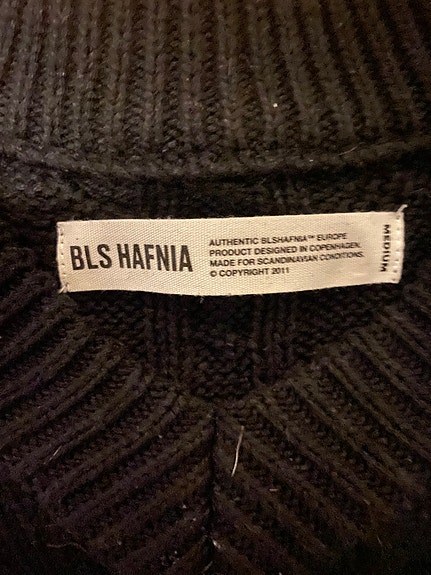 BLS HAFNIA
AUTHENTIC BLSHAFNIA™ EUROPE
PRODUCT DESIGNED IN COPENHAGEN.
MADE FOR SCANDINAVIAN CONDITIONS.
© COPYRIGHT 2011
MEDIUM